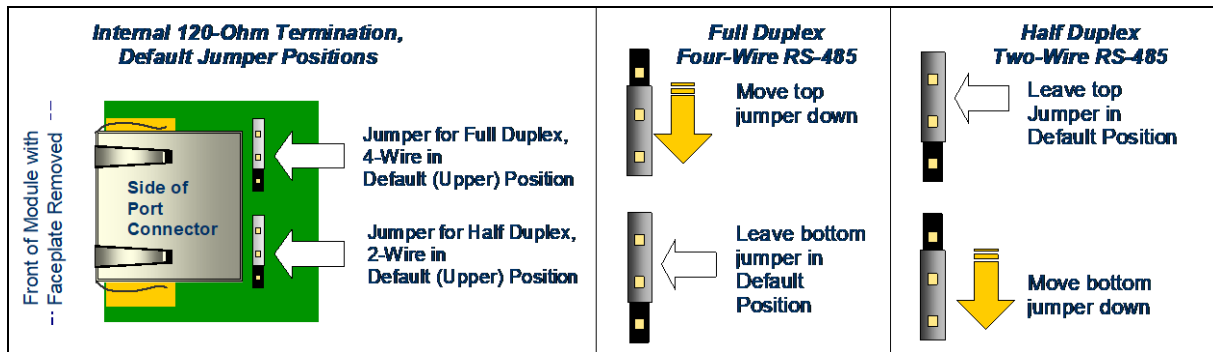 Internal 120-Ohm Termination,
Default Jumper Positions
Front of Module with
--- Faceplate Removed ---
Side of
Port
Connector
Jumper for Full Duplex,
4-Wire in
Default (Upper) Position
Jumper for Half Duplex,
2-Wire in
Default (Upper) Position
Full Duplex
Four-Wire RS-485
Move top
jumper down
Leave bottom
jumper in
Default
Position
Half Duplex
Two-Wire RS-485
Leave top
Jumper in
Default Position
Move bottom
jumper down